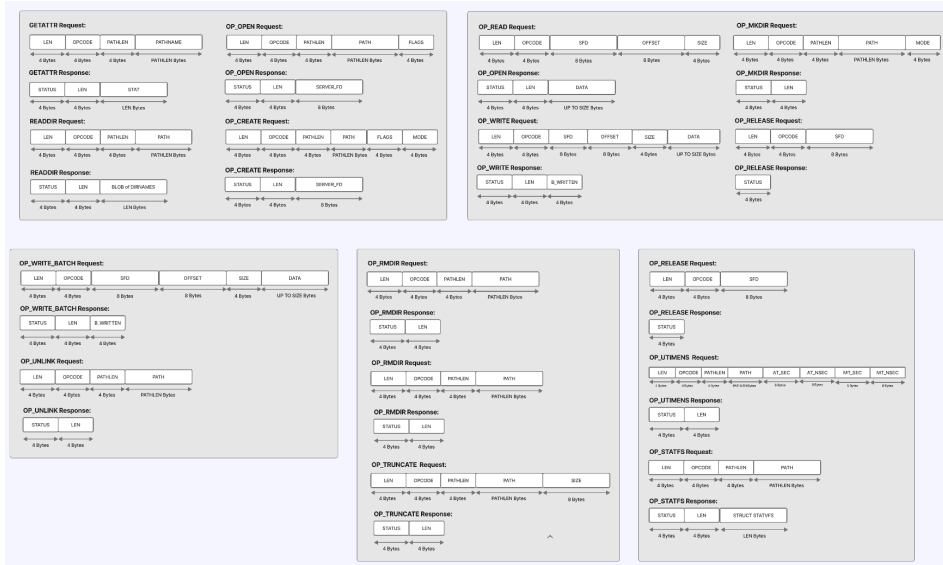 GETATTR Request:
LEN OPCODE PATHLEN PATHNAME
4 Bytes 4 Bytes 4 Bytes PATHLEN Bytes
GETATTR Response:
STATUS LEN STAT
4 Bytes 4 Bytes LEN Bytes
READDIR Request:
LEN OPCODE PATHLEN PATH
4 Bytes 4 Bytes 4 Bytes PATHLEN Bytes
READDIR Response:
STATUS LEN BLOB of DIRNAMES
4 Bytes 4 Bytes LEN Bytes
OP_OPEN Request:
LEN OPCODE PATHLEN PATH FLAGS
4 Bytes 4 Bytes 4 Bytes PATHLEN Bytes 4 Bytes
OP_OPEN Response:
STATUS LEN SERVER_FD
4 Bytes 4 Bytes 8 Bytes
OP_CREATE Request:
LEN OPCODE PATHLEN PATH FLAGS MODE
4 Bytes 4 Bytes 4 Bytes PATHLEN Bytes 4 Bytes 4 Bytes
OP_CREATE Response:
STATUS LEN SERVER_FD
4 Bytes 4 Bytes 8 Bytes
OP_READ Request:
LEN OPCODE SFD OFFSET SIZE
4 Bytes 4 Bytes 8 Bytes 8 Bytes 4 Bytes
OP_OPEN Response:
STATUS LEN DATA
4 Bytes 4 Bytes UP TO SIZE Bytes
OP_WRITE Request:
LEN OPCODE SFD OFFSET SIZE DATA
4 Bytes 4 Bytes 8 Bytes 8 Bytes 4 Bytes UP TO SIZE Bytes
OP_WRITE Response:
STATUS LEN B_WRITTEN
4 Bytes 4 Bytes 4 Bytes
OP_MKDIR Request:
LEN OPCODE PATHLEN PATH MODE
4 Bytes 4 Bytes 4 Bytes PATHLEN Bytes 4 Bytes
OP_MKDIR Response:
STATUS LEN
4 Bytes 4 Bytes
OP_RELEASE Request:
LEN OPCODE SFD
4 Bytes 4 Bytes 8 Bytes
OP_RELEASE Response:
STATUS
4 Bytes
OP_WRITE_BATCH Request:
LEN OPCODE SFD OFFSET SIZE DATA
4 Bytes 4 Bytes 8 Bytes 8 Bytes 4 Bytes UP TO SIZE Bytes
OP_WRITE_BATCH Response:
STATUS LEN B_WRITTEN
4 Bytes 4 Bytes 4 Bytes
OP_UNLINK Request:
LEN OPCODE PATHLEN PATH
4 Bytes 4 Bytes 4 Bytes PATHLEN Bytes
OP_UNLINK Response:
STATUS LEN
4 Bytes 4 Bytes
OP_RMDIR Request:
LEN OPCODE PATHLEN PATH
4 Bytes 4 Bytes 4 Bytes PATHLEN Bytes
OP_RMDIR Response:
STATUS LEN
4 Bytes 4 Bytes
OP_RMDIR Request:
LEN OPCODE PATHLEN PATH
4 Bytes 4 Bytes 4 Bytes PATHLEN Bytes
OP_RMDIR Response:
STATUS LEN
4 Bytes 4 Bytes
OP_TRUNCATE Request:
LEN OPCODE PATHLEN PATH SIZE
4 Bytes 4 Bytes 4 Bytes PATHLEN Bytes 8 Bytes
OP_TRUNCATE Response:
STATUS LEN
4 Bytes 4 Bytes
OP_RELEASE Request:
LEN OPCODE SFD
4 Bytes 4 Bytes 8 Bytes
OP_RELEASE Response:
STATUS
4 Bytes
OP_UTIMENS Request:
LEN OPCODE PATHLEN PATH AT_SEC AT_NSEC MT_SEC MT_NSEC
OP_UTIMENS Response:
STATUS LEN
4 Bytes 4 Bytes
OP_STATFS Request:
LEN OPCODE PATHLEN PATH
4 Bytes 4 Bytes 4 Bytes PATHLEN Bytes
OP_STATFS Response:
STATUS LEN STRUCT STATVFS
4 Bytes 4 Bytes LEN Bytes